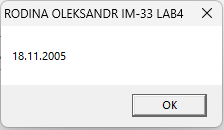 RODINA OLEKSANDR IM-33 LAB4
18.11.2005
OK